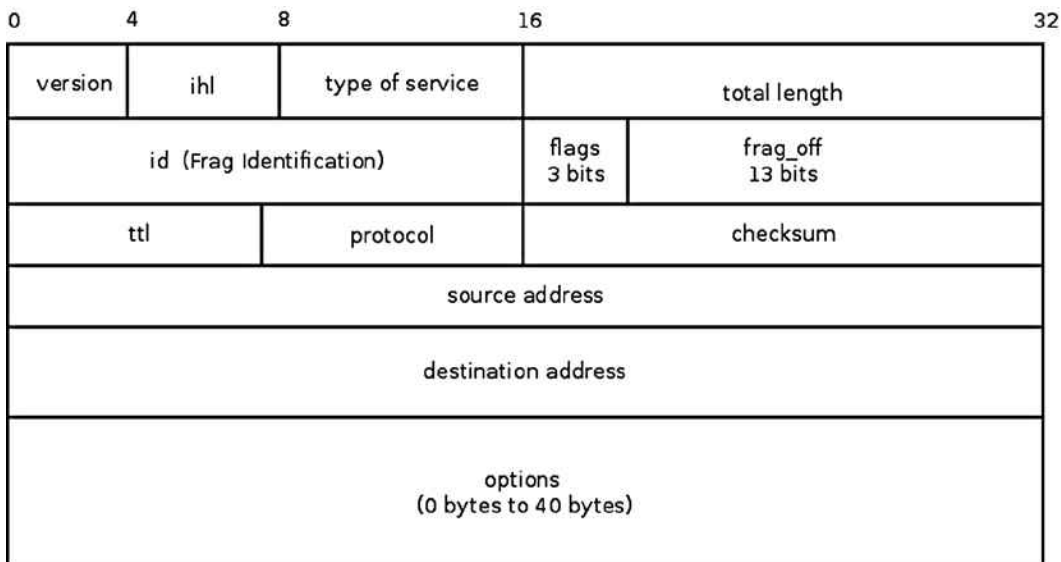 0 4 8 16 32
version ihl type of service total length
id (Frag Identification) flags frag_off
3 bits 13 bits
ttl protocol checksum
source address
destination address
options
(0 bytes to 40 bytes)